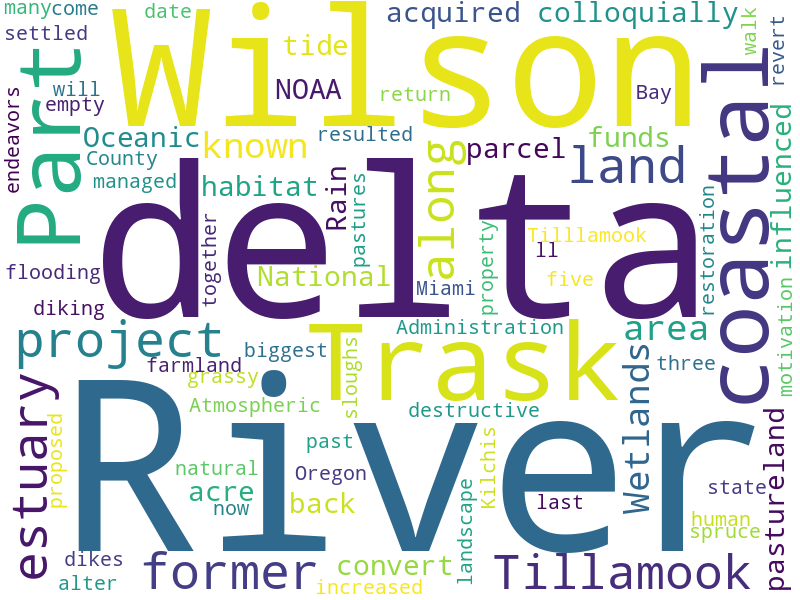 many come date acquired colloquially
settled Wilson tide walk revert
will
empty NOAA return Bay
endeavors Part Oceanic known resulted along parcel funds coastal influenced
County land
managed habitat Rain pastures
delta
together Tilllamook restoration
flooding National ll property
Miami five
diking
project Administration area motivation
biggest Trask
farmland sloughs three
grassy Wetlands
estuary Atmospheric destructive
River
proposed past Kilchis pastureland
natural Oregon
acre back last state
now landscape human
spruce
dikes former convert Tillamook
alter increased